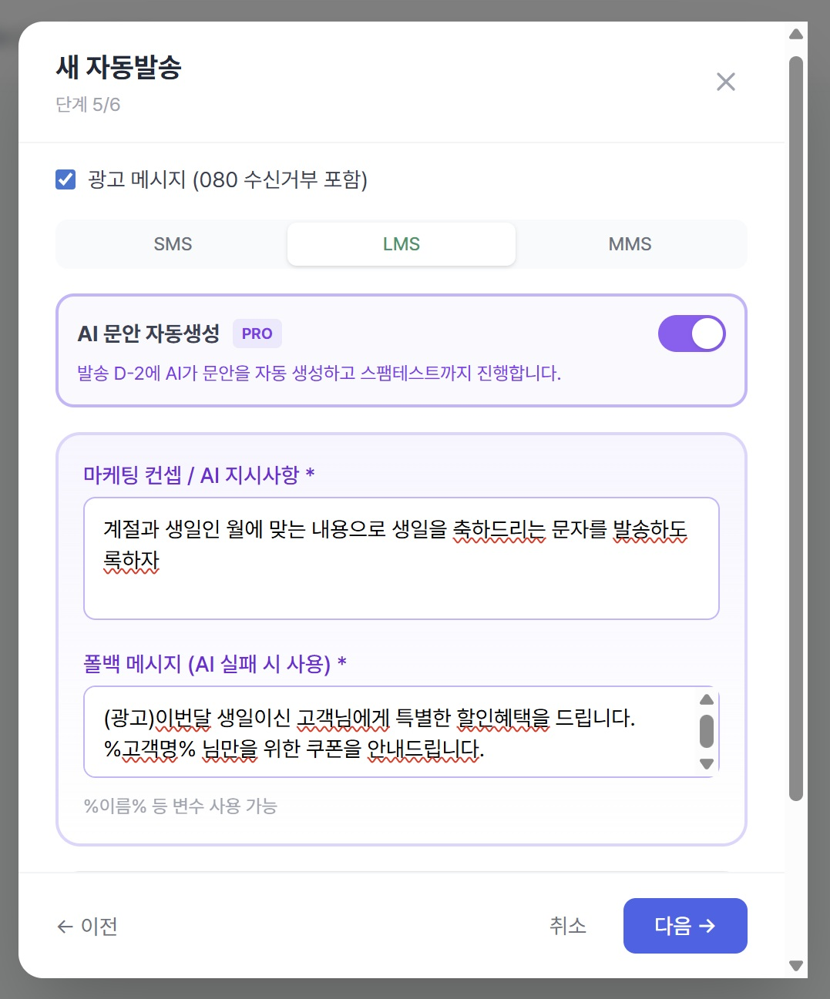 새 자동발송
단계 5/6
광고 메시지 (080 수신거부 포함)
SMS
LMS
MMS
AI 문안 자동생성 PRO
발송 D-2에 AI가 문안을 자동 생성하고 스팸테스트까지 진행합니다.
마케팅 컨셉 / AI 지시사항 *
계절과 생일인 월에 맞는 내용으로 생일을 축하드리는 문자를 발송하도
록하자
폴백 메시지 (AI 실패 시 사용) *
(광고)이번달 생일이신 고객님에게 특별한 할인혜택을 드립니다.
%고객명% 님만을 위한 쿠폰을 안내드립니다.
%이름% 등 변수 사용 가능
← 이전
취소
다음 →